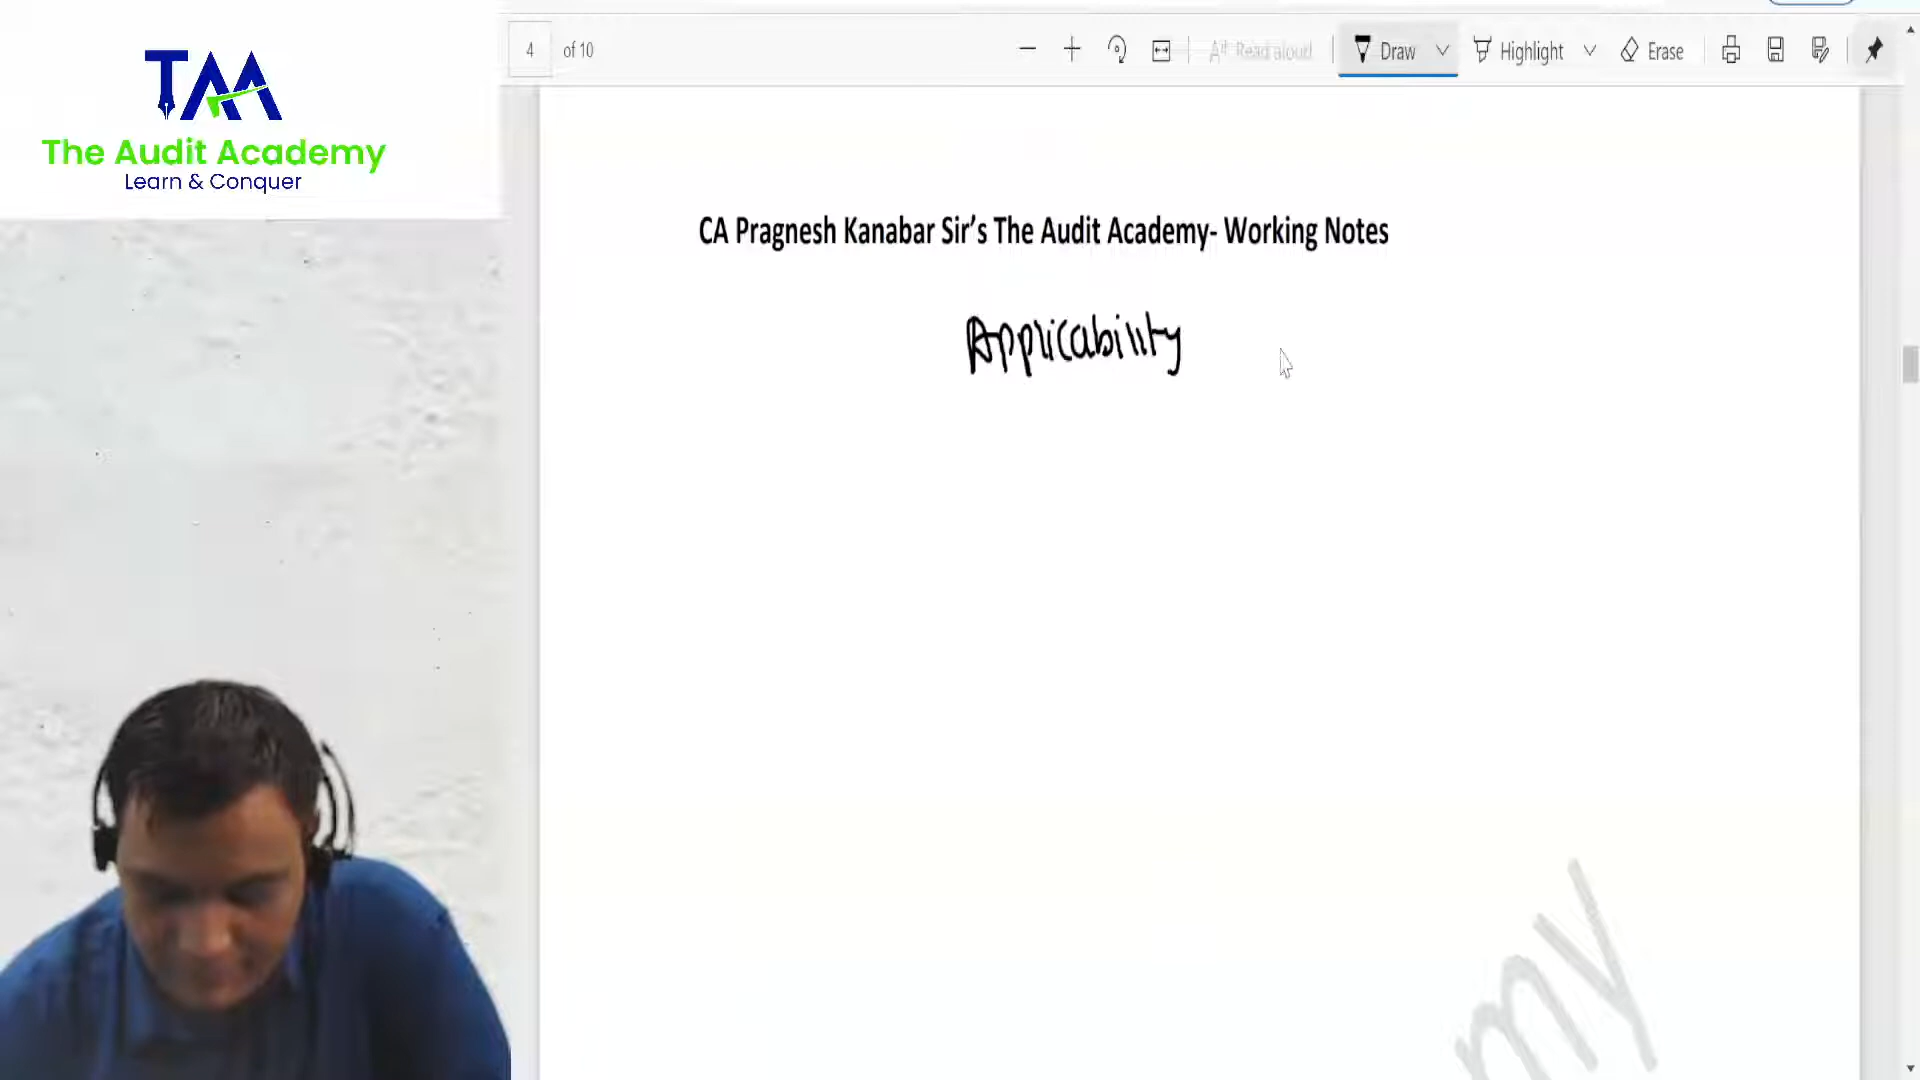 TAA
The Audit Academy
Learn & Conquer
4 of 10
Read aloud
Draw
Highlight
Erase
CA Pragnesh Kanabar Sir’s The Audit Academy- Working Notes
Applicability
my